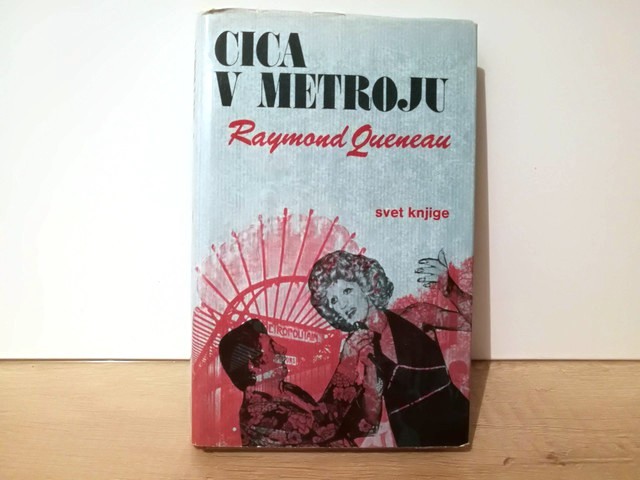 CICA
V METROJU
Raymond Queneau
svet knjige